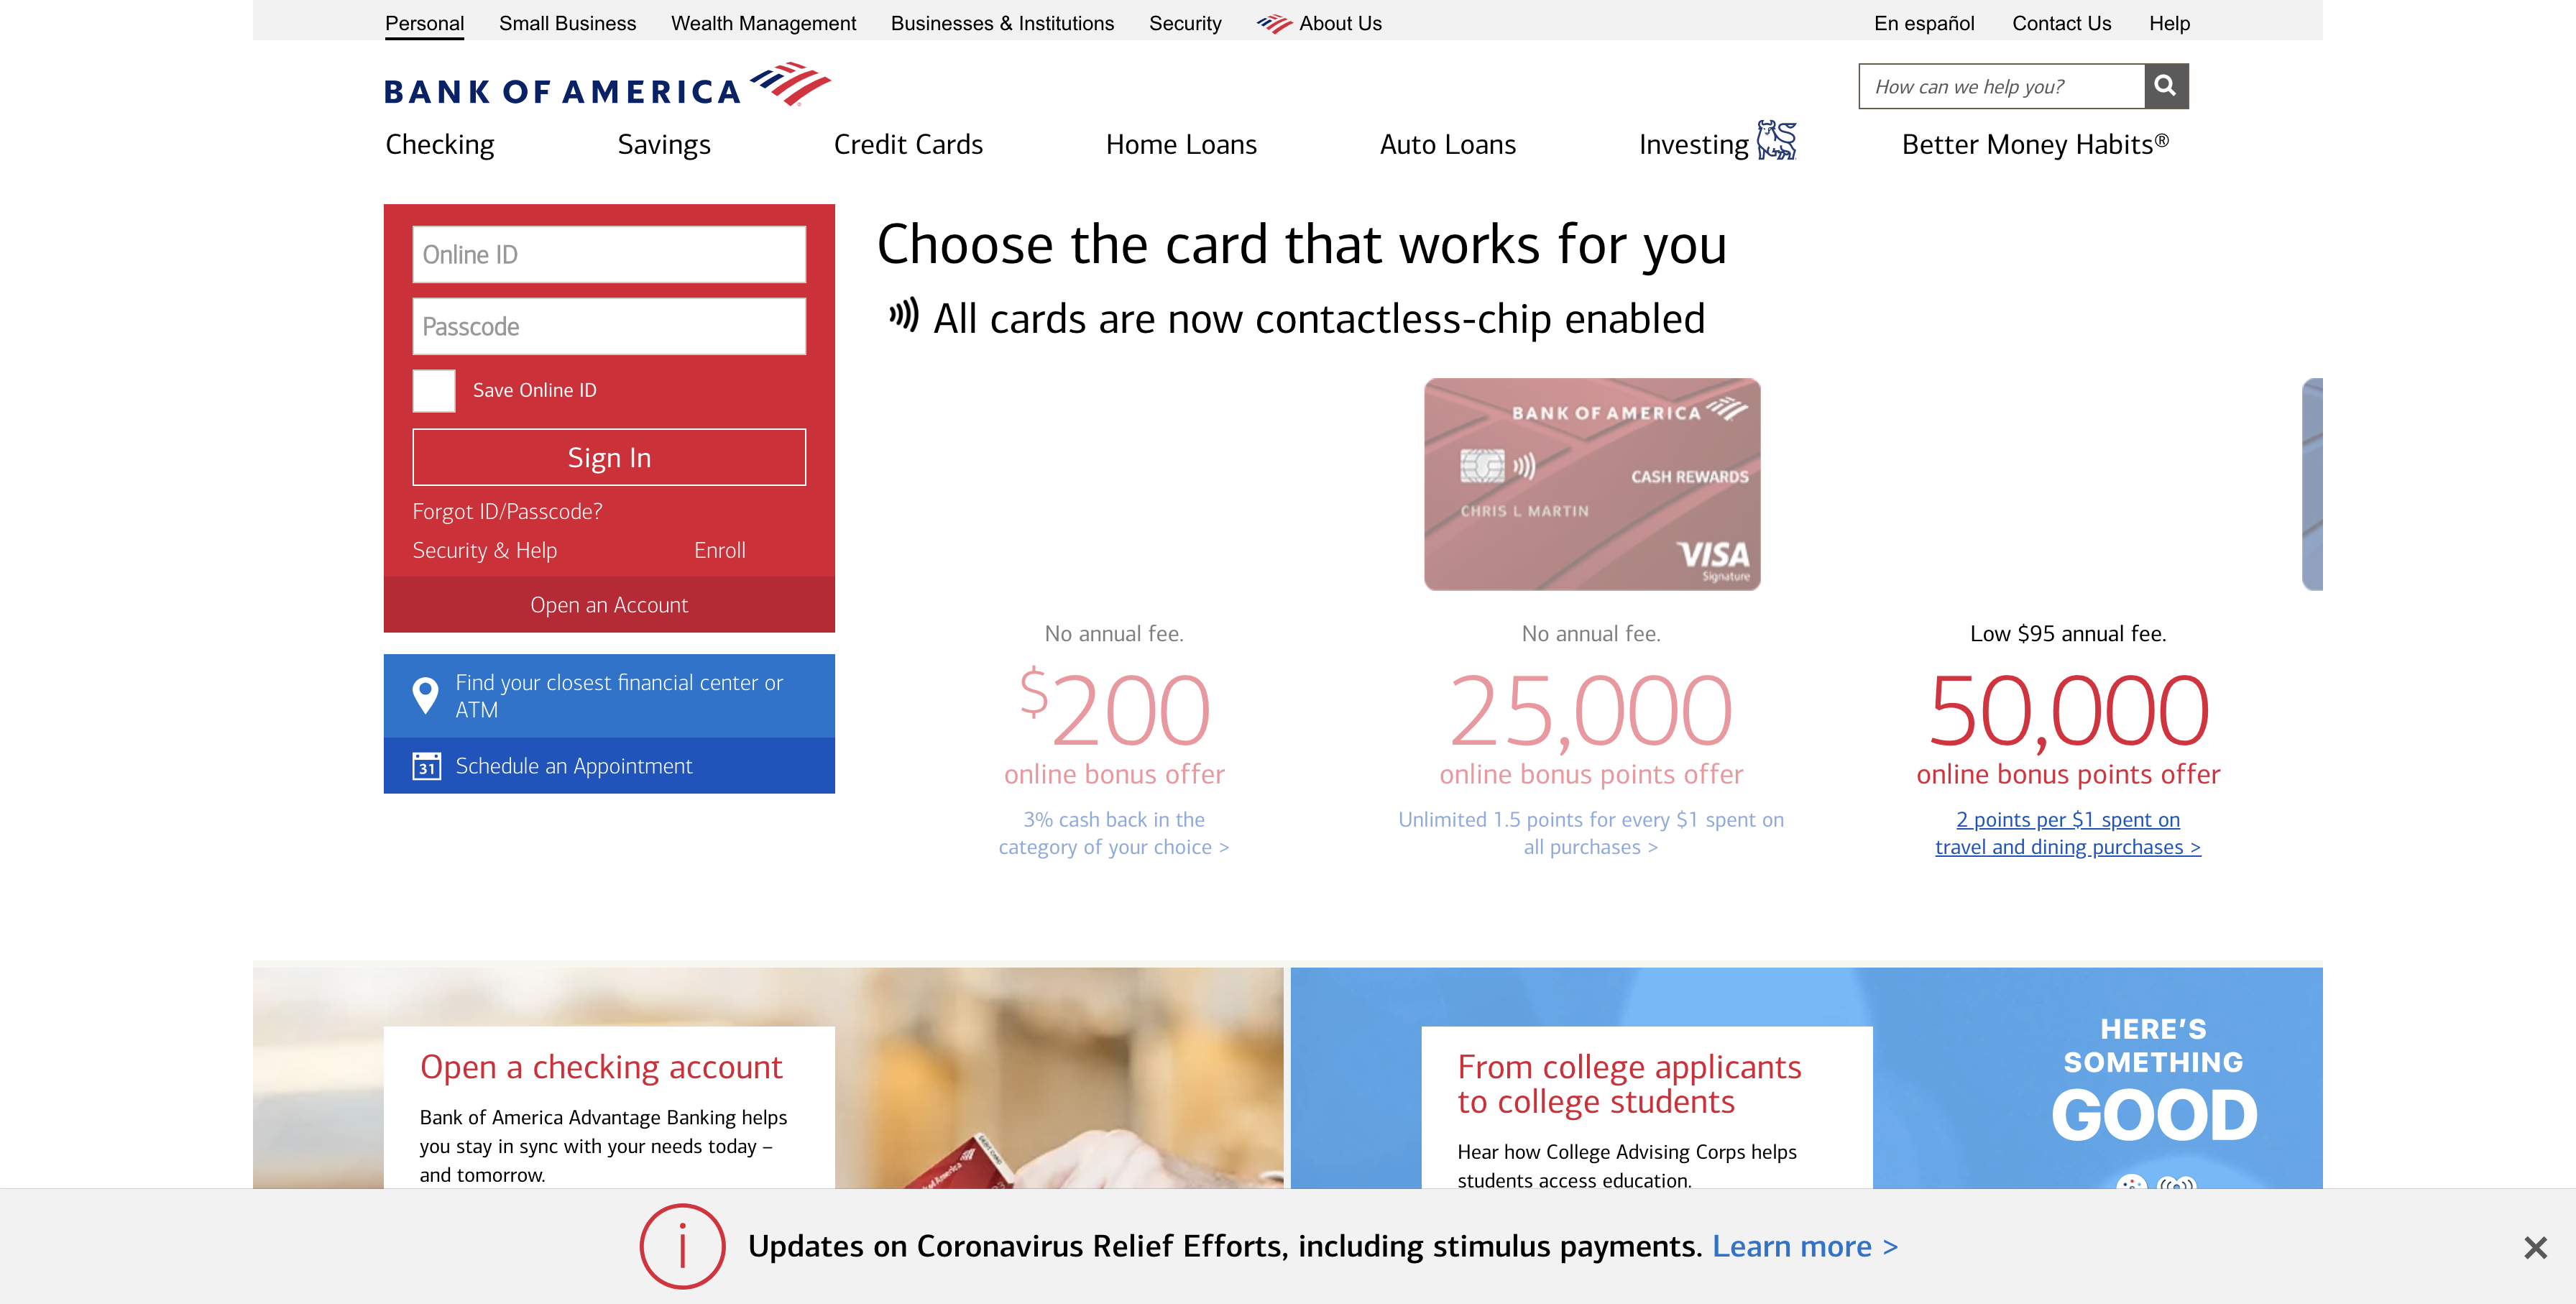 Personal Small Business Wealth Management Businesses & Institutions Security About Us En español Contact Us Help
BANK OF AMERICA
How can we help you?
Checking Savings Credit Cards Home Loans Auto Loans Investing Better Money Habits®
Online ID
Passcode
Save Online ID
Sign In
Forgot ID/Passcode?
Security & Help Enroll
Open an Account
Find your closest financial center or
ATM
31
Schedule an Appointment
Choose the card that works for you
All cards are now contactless-chip enabled
BANK OF AMERICA
CASH REWARDS
CHRIS L MARTIN
VISA
Signature
No annual fee.
$200
online bonus offer
3% cash back in the
category of your choice >
No annual fee.
25,000
online bonus points offer
Unlimited 1.5 points for every $1 spent on
all purchases >
Low $95 annual fee.
50,000
online bonus points offer
2 points per $1 spent on
travel and dining purchases >
Open a checking account
Bank of America Advantage Banking helps
you stay in sync with your needs today –
and tomorrow.
From college applicants
to college students
Hear how College Advising Corps helps
students access education.
HERE'S
SOMETHING
GOOD
Updates on Coronavirus Relief Efforts, including stimulus payments. Learn more >